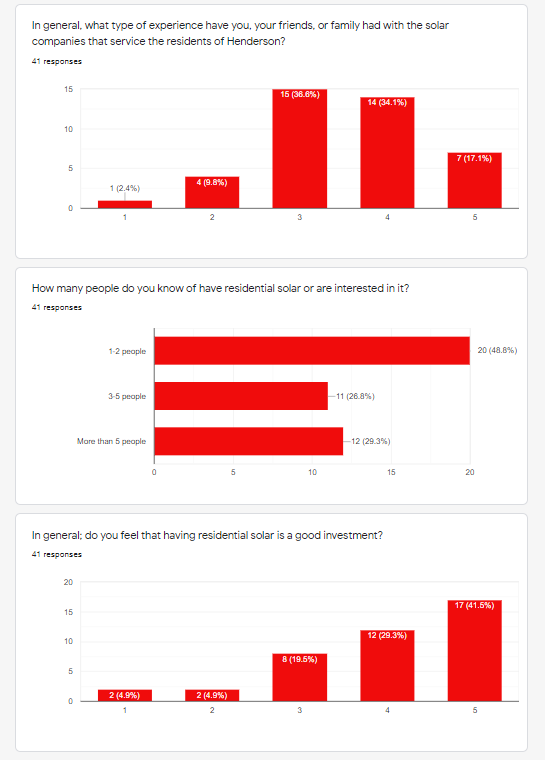 In general, what type of experience have you, your friends, or family had with the solar
companies that service the residents of Henderson?
41 responses
15
10
5
0
1 (2.4%)
4 (9.8%)
15 (36.6%)
14 (34.1%)
7 (17.1%)
1 2 3 4 5
How many people do you know of have residential solar or are interested in it?
41 responses
1-2 people 20 (48.8%)
3-5 people 11 (26.8%)
More than 5 people 12 (29.3%)
0 5 10 15 20
In general; do you feel that having residential solar is a good investment?
41 responses
20
15
10
5
0
2 (4.9%)
2 (4.9%)
8 (19.5%)
12 (29.3%)
17 (41.5%)
1 2 3 4 5